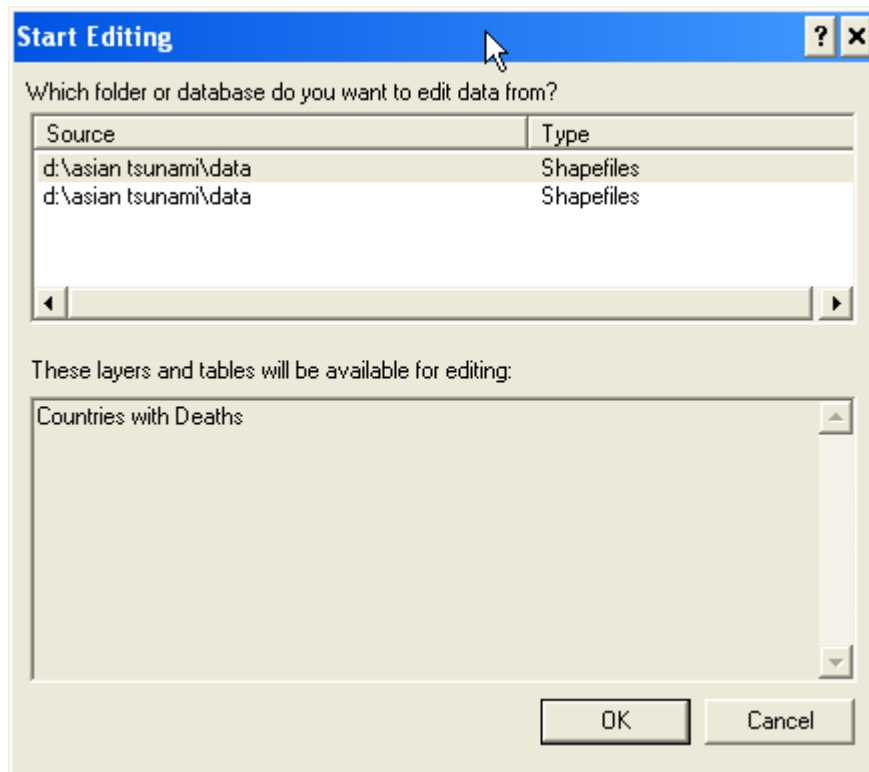 Start Editing
Which folder or database do you want to edit data from?
Source Type
d:\asian tsunami\data Shapefiles
d:\asian tsunami\data Shapefiles
These layers and tables will be available for editing:
Countries with Deaths
OK Cancel